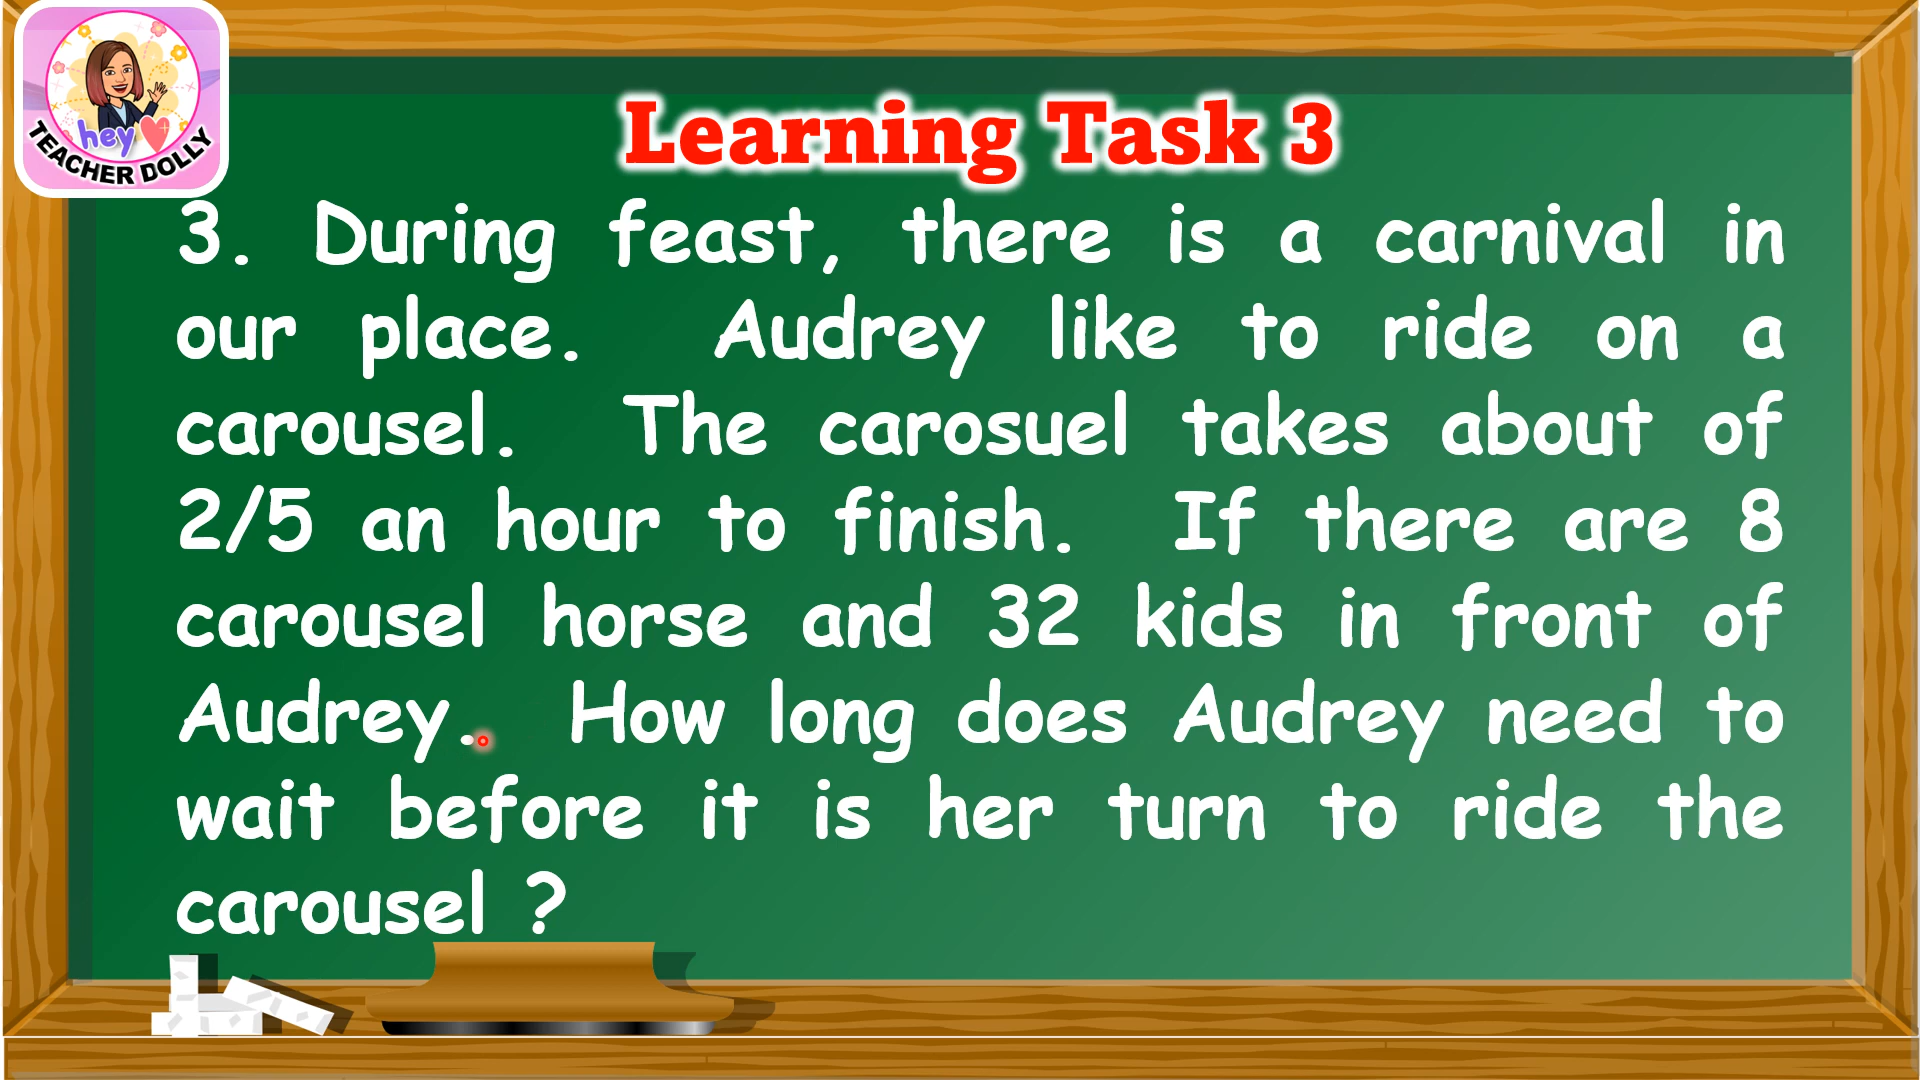 hey
TEACHER DOLLY
Learning Task 3
3. During feast, there is a carnival in
our place. Audrey like to ride on a
carousel. The carosuel takes about of
2/5 an hour to finish. If there are 8
carousel horse and 32 kids in front of
Audrey. How long does Audrey need to
wait before it is her turn to ride the
carousel ?